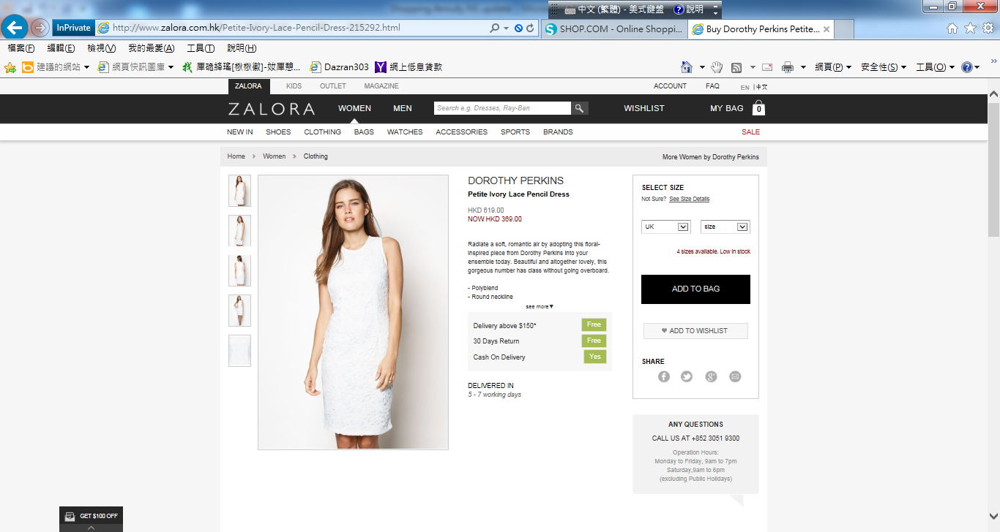 中文 (繁體) - 美式鍵盤 說明
InPrivate http://www.zalora.com.hk/Petite-Ivory-Lace-Pencil-Dress-215292.html SHOP.COM - Online Shoppi... Buy Dorothy Perkins Petite...
檔案(F) 編輯(E) 檢視(V) 我的最愛(A) 工具(T) 說明(H)
建議的網站 網頁快訊圖庫 Dazran303 網上低息貸款 網頁(P) 安全性(S) 工具(O)
ZALORA KIDS OUTLET MAGAZINE ACCOUNT FAQ EN | 中文
ZALORA WOMEN MEN Search e.g. Dresses, Ray-Ban WISHLIST MY BAG 0
NEW IN SHOES CLOTHING BAGS WATCHES ACCESSORIES SPORTS BRANDS SALE
Home > Women > Clothing More Women by Dorothy Perkins
DOROTHY PERKINS
Petite Ivory Lace Pencil Dress
HKD 619.00
NOW HKD 369.00
Radiate a soft, romantic air by adopting this floral-
inspired piece from Dorothy Perkins into your
ensemble today. Beautiful and altogether lovely, this
gorgeous number has class without going overboard.
- Polyblend
- Round neckline
see more▼
Delivery above $150* Free
30 Days Return Free
Cash On Delivery Yes
DELIVERED IN
5 - 7 working days
SELECT SIZE
Not Sure? See Size Details
UK size
4 sizes available. Low in stock
ADD TO BAG
ADD TO WISHLIST
SHARE
ANY QUESTIONS
CALL US AT +852 3051 9300
Operation Hours:
Monday to Friday, 9am to 7pm
Saturday,9am to 6pm
(excluding Public Holidays)
GET $100 OFF